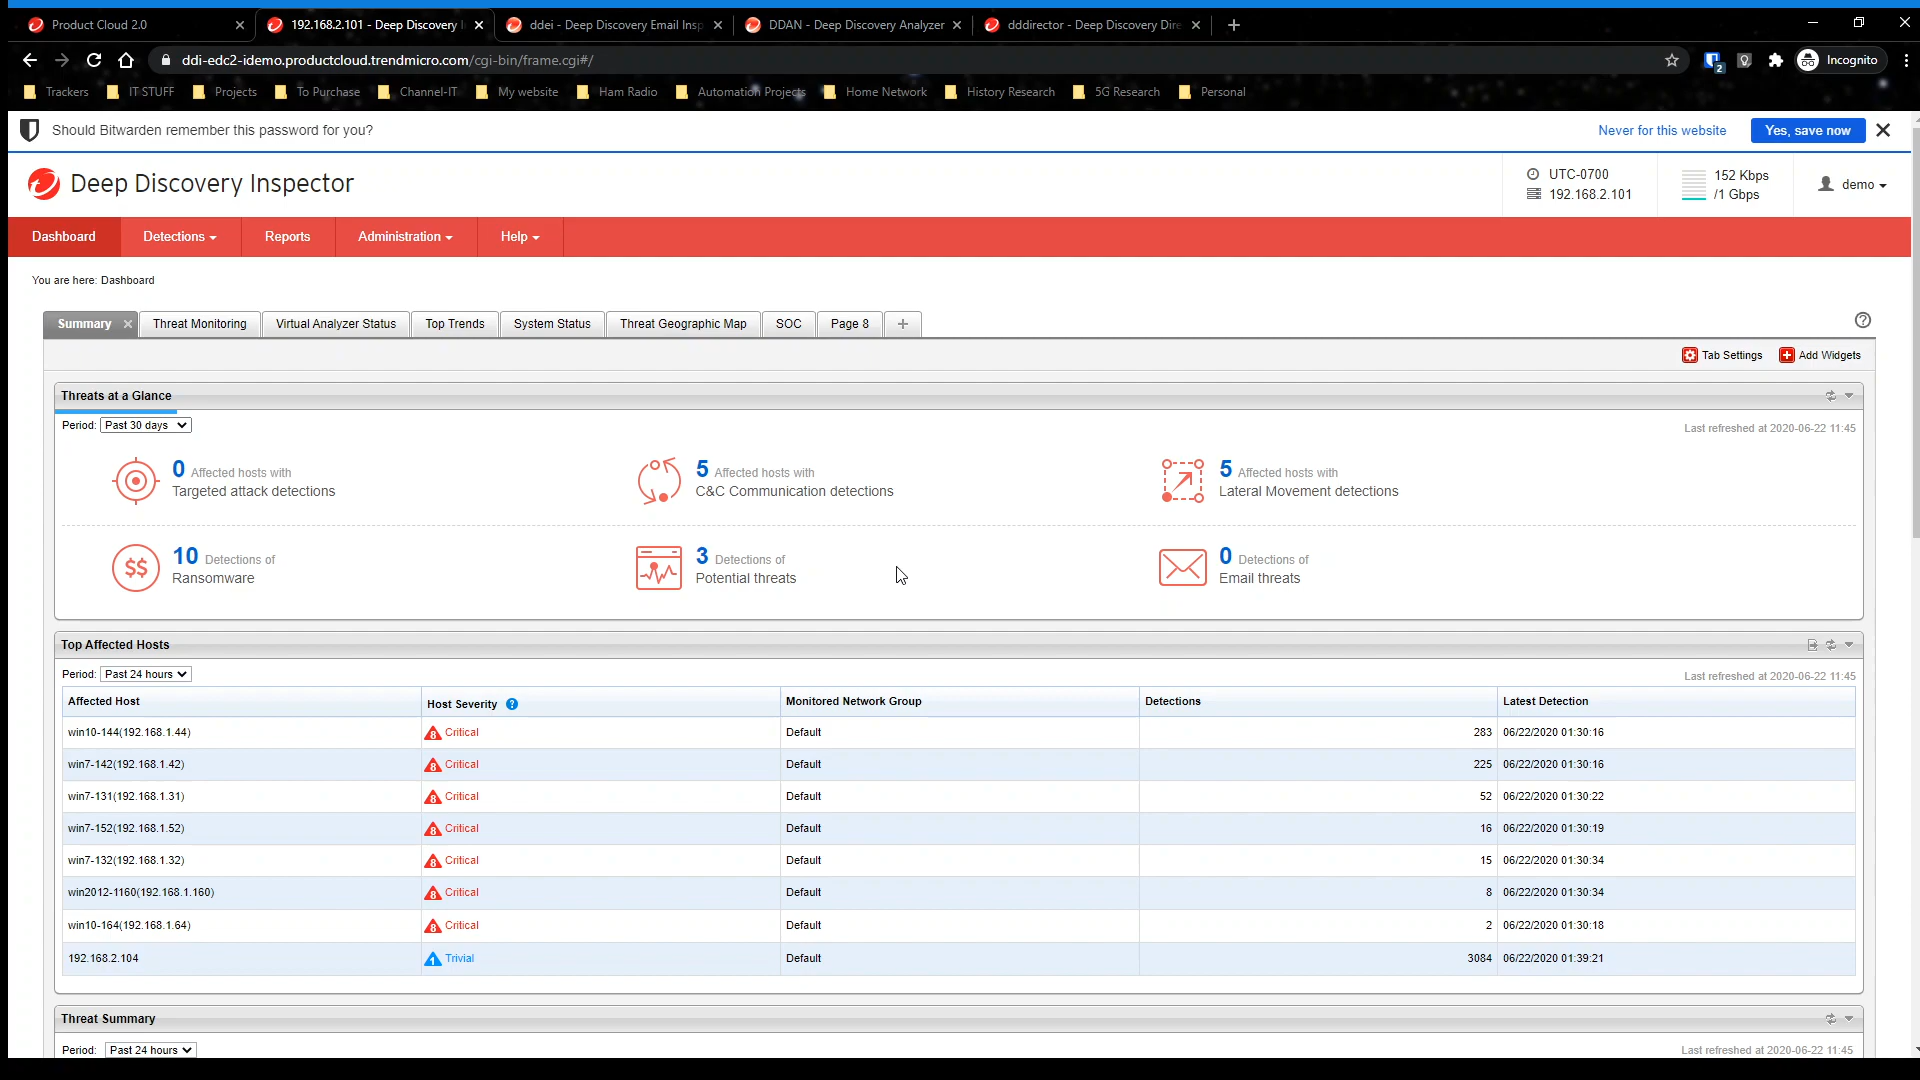 Product Cloud 2.0
192.168.2.101 - Deep Discovery I
ddei - Deep Discovery Email Insp
DDAN - Deep Discovery Analyzer
dddirector - Deep Discovery Dire
ddi-edc2-idemo.productcloud.trendmicro.com/cgi-bin/frame.cgi#/
2
Incognito
Trackers
IT STUFF
Projects
To Purchase
Channel-IT
My website
Ham Radio
Automation Projects
Home Network
History Research
5G Research
Personal
Should Bitwarden remember this password for you?
Never for this website
Yes, save now
Deep Discovery Inspector
UTC-0700
192.168.2.101
152 Kbps
/1 Gbps
demo
Dashboard
Detections
Reports
Administration
Help
You are here: Dashboard
Summary
Threat Monitoring
Virtual Analyzer Status
Top Trends
System Status
Threat Geographic Map
SOC
Page 8
Tab Settings
Add Widgets
Threats at a Glance
Period: Past 30 days
Last refreshed at 2020-06-22 11:45
0 Affected hosts with
Targeted attack detections
5 Affected hosts with
C&C Communication detections
5 Affected hosts with
Lateral Movement detections
$$
10 Detections of
Ransomware
3 Detections of
Potential threats
0 Detections of
Email threats
Top Affected Hosts
Period: Past 24 hours
Last refreshed at 2020-06-22 11:45
Affected Host Host Severity ? Monitored Network Group Detections Latest Detection
win10-144(192.168.1.44) 8 Critical Default 283 06/22/2020 01:30:16
win7-142(192.168.1.42) 8 Critical Default 225 06/22/2020 01:30:16
win7-131(192.168.1.31) 8 Critical Default 52 06/22/2020 01:30:22
win7-152(192.168.1.52) 8 Critical Default 16 06/22/2020 01:30:19
win7-132(192.168.1.32) 8 Critical Default 15 06/22/2020 01:30:34
win2012-1160(192.168.1.160) 8 Critical Default 8 06/22/2020 01:30:34
win10-164(192.168.1.64) 8 Critical Default 2 06/22/2020 01:30:18
192.168.2.104 1 Trivial Default 3084 06/22/2020 01:39:21
Threat Summary
Period: Past 24 hours
Last refreshed at 2020-06-22 11:45